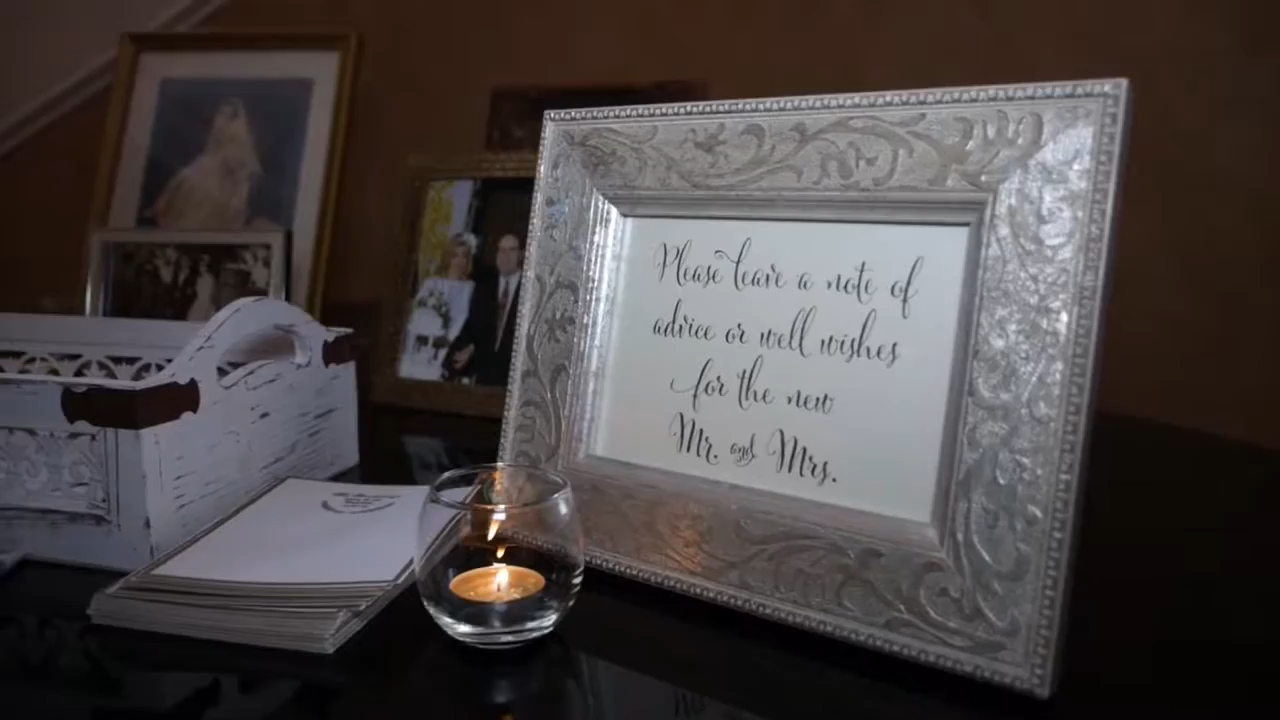 Please leave a note of
advice or well wishes
for the new
Mr. and Mrs.